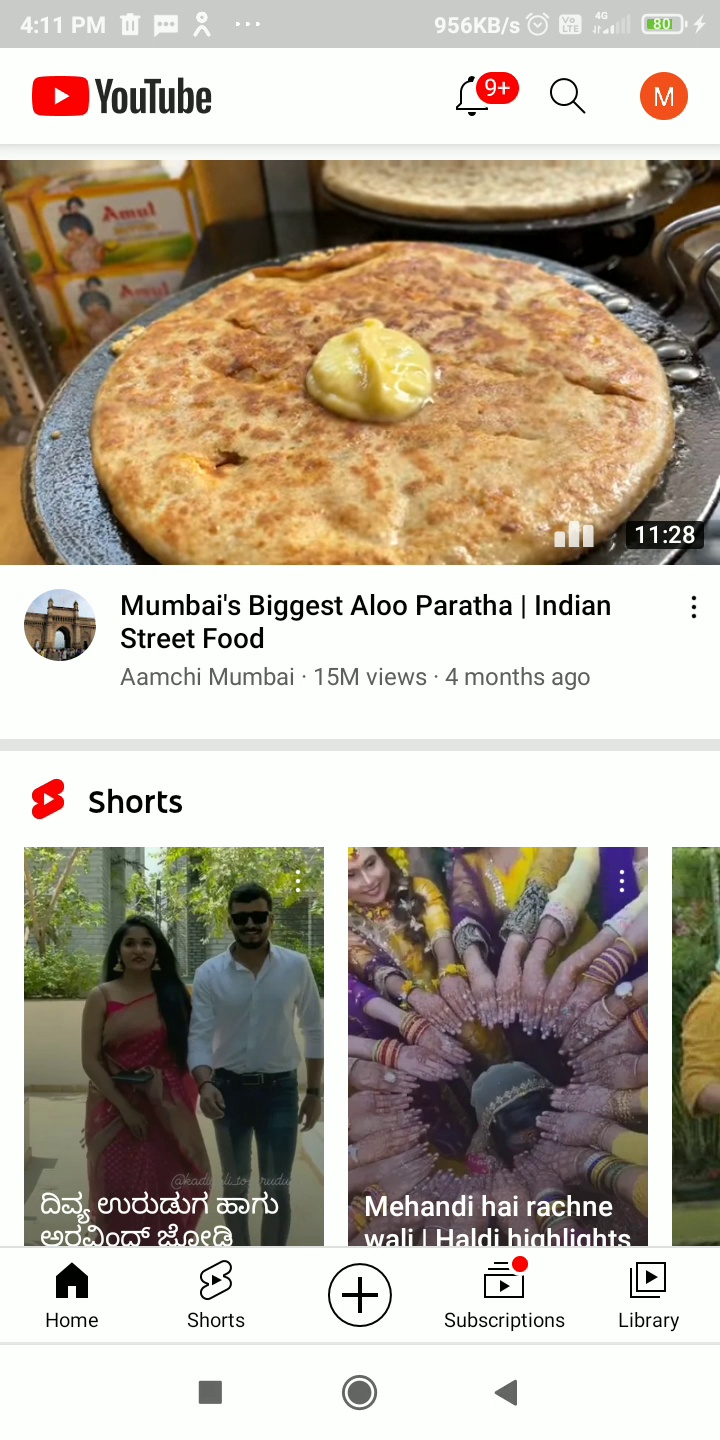 4:11 PM
956KB/s
Vo LTE
4G
80
YouTube
9+
M
Amul
Amul
11:28
Mumbai's Biggest Aloo Paratha | Indian
Street Food
Aamchi Mumbai · 15M views · 4 months ago
Shorts
ದಿವ್ಯ ಉರುಡುಗ ಹಾಗು
ಅರವಿಂದ್ ಜೋಡಿ
Mehandi hai rachne
wali | Haldi highlights
Home
Shorts
Subscriptions
Library